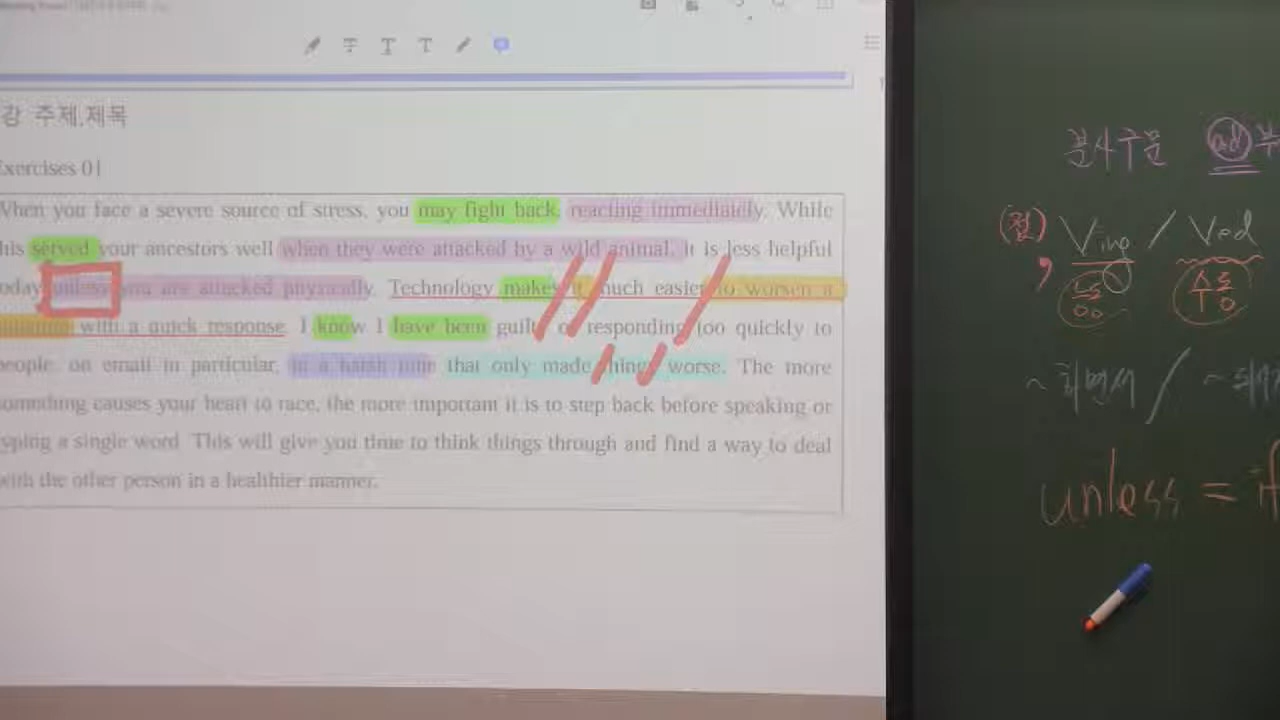 강 주제,제목
Exercises 01
When you face a severe source of stress, you may fight back, reacting immediately. While
this served your ancestors well when they were attacked by a wild animal, it is less helpful
today unless you are attacked physically. Technology makes it much easier to worsen a
with a quick response. I know I have been guilty of responding too quickly to
people, on email in particular, in a harsh tone that only made things worse. The more
something causes your heart to race, the more important it is to step back before speaking or
typing a single word. This will give you time to think things through and find a way to deal
with the other person in a healthier manner.
분사구문 ad
(절) Ving / Ved
, 능동 수동
~하면서 / ~되
unless = if